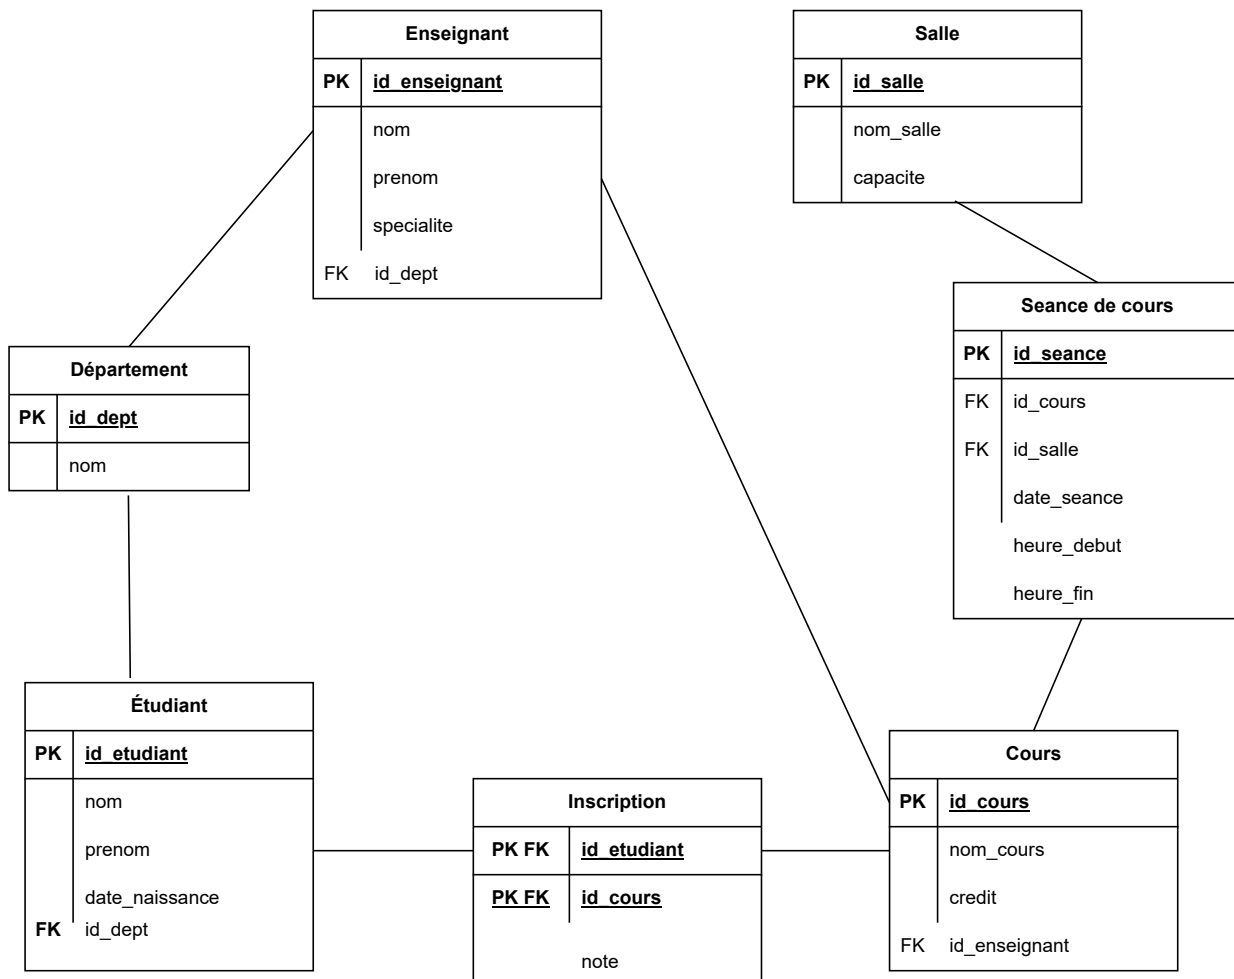 Enseignant
PK id_enseignant
nom
prenom
specialite
FK id_dept
Salle
PK id_salle
nom_salle
capacite
Seance de cours
PK id_seance
FK id_cours
FK id_salle
date_seance
heure_debut
heure_fin
Département
PK id_dept
nom
Étudiant
PK id_etudiant
nom
prenom
date_naissance
FK id_dept
Inscription
PK FK id_etudiant
PK FK id_cours
note
Cours
PK id_cours
nom_cours
credit
FK id_enseignant